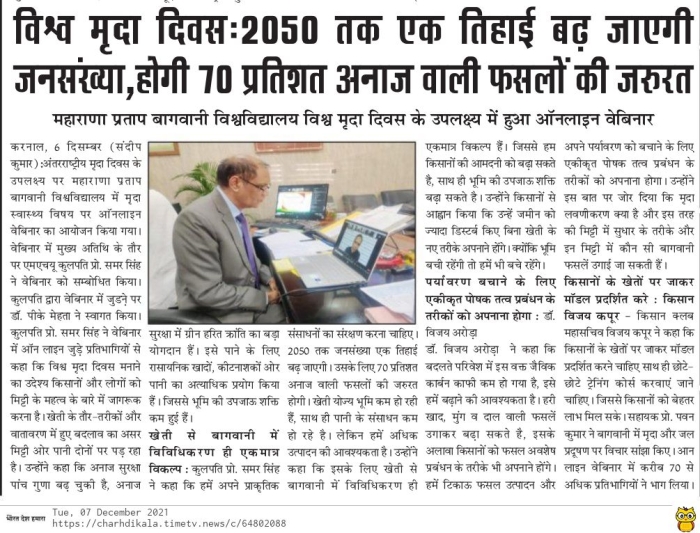 विश्व मृदा दिवस:2050 तक एक तिहाई बढ़ जाएगी
जनसंख्या,होगी 70 प्रतिशत अनाज वाली फसलों की जरुरत
महाराणा प्रताप बागवानी विश्वविद्यालय विश्व मृदा दिवस के उपलक्ष्य में हुआ ऑनलाइन वेबिनार
करनाल, 6 दिसम्बर (संदीप
कुमार):अंतरराष्ट्रीय मृदा दिवस के
उपलक्ष्य पर महाराणा प्रताप
बागवानी विश्वविद्यालय में मृदा
स्वास्थ्य विषय पर ऑनलाइन
वेबिनार का आयोजन किया गया।
वेबिनार में मुख्य अतिथि के तौर
पर एमएचयू कुलपति प्रो. समर सिंह
ने वेबिनार को सम्बोधित किया।
कुलपति द्वारा वेबिनार में जुडने पर
डॉ. पीके मेहता ने स्वागत किया।
कुलपति प्रो. समर सिंह ने वेबिनार
में ऑन लाइन जुडे़ प्रतिभागियों से
कहा कि विश्व मृदा दिवस मनाने
का उदेश्य किसानों और लोगों को
मिट्टी के महत्व के बारे में जागरूक
करना है। खेती के तौर-तरीकों और
वातावरण में हुए बदलाव का असर
मिट्टी ओर पानी दोनों पर पड़ रहा
है। उन्होंने कहा कि अनाज सुरक्षा
पांच गुणा बढ़ चुकी है, अनाज
सुरक्षा में ग्रीन हरित क्रांति का बड़ा
योगदान हैं। इसे पाने के लिए
रासायनिक खादों, कीटनाशकों ओर
पानी का अत्याधिक प्रयोग किया
हैं। जिससे भूमि की उपजाऊ शक्ति
कम हुई हैं।
खेती से बागवानी में
विविधिकरण ही एकमात्र
विकल्प : कुलपति प्रो. समर सिंह
ने कहा कि हमें अपने प्राकृतिक
संसाधनों का संरक्षण करना चाहिए।
2050 तक जनसंख्या एक तिहाई
बढ़ जाएगी। उसके लिए 70 प्रतिशत
अनाज वाली फसलों की जरुरत
होगी। खेती योग्य भूमि कम हो रही
हैं, साथ ही पानी के संसाधन कम
हो रहे है। लेकिन हमें अधिक
उत्पादन की आवश्यकता है। उन्होंने
कहा कि इसके लिए खेती से
बागवानी में विविधिकरण ही
एकमात्र विकल्प हैं। जिससे हम
किसानों की आमदनी को बढ़ा सकते
है, साथ ही भूमि की उपजाऊ शक्ति
बढ़ा सकते है। उन्होंने किसानों से
आह्वान किया कि उन्हें जमीन को
ज्यादा डिस्टर्ब किए बिना खेती के
नए तरीके अपनाने होंगे। क्योंकि भूमि
बची रहेंगी तो हमें भी बचे रहेंगे।
पर्यावरण बचाने के लिए
एकीकृत पोषक तत्व प्रबंधन के
तरीकों को अपनाना होगा : डॉ.
विजय अरोड़ा
डॉ. विजय अरोड़ा ने कहा कि
बदलते परिवेश में इस वक्त जैविक
कार्बन काफी कम हो गया है, इसे
हमें बढ़ाने की आवश्यकता है। हरी
खाद, मुंग व दाल वाली फसलें
उगाकर बढ़ा सकते है, इसके
अलावा किसानों को फसल अवशेष
प्रबंधन के तरीके भी अपनाने होंगे।
हमें टिकाऊ फसल उत्पादन और
अपने पर्यावरण को बचाने के लिए
एकीकृत पोषक तत्व प्रबंधन के
तरीकों को अपनाना होगा। उन्होंने
इस बात पर जोर दिया कि मृदा
लवणीकरण क्या है और इस तरह
की मिट्टी में सुधार के तरीके और
इन मिट्टी में कौन सी बागवानी
फसलें उगाई जा सकती हैं।
किसानों के खेतों पर जाकर
मॉडल प्रदर्शित करे : किसान
विजय कपूर - किसान क्लब
महासचिव विजय कपूर ने कहा कि
किसानों के खेतों पर जाकर मॉडल
प्रदर्शित करने चाहिए साथ ही छोटे-
छोटे ट्रेनिंग कोर्स करवाएं जाने
चाहिए। जिससे किसानों को बेहतर
लाभ मिल सके। सहायक प्रो. पवन
कुमार ने बागवानी में मृदा और जल
प्रदूषण पर विचार सांझा किए। आन
लाइन वेबिनार में करीब 70 से
अधिक प्रतिभागियों ने भाग लिया।
भारत देश हमारा
Tue, 07 December 2021
https://charhdikala.timetv.news/c/64802088